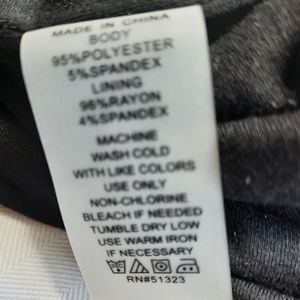 MADE IN CHINA
BODY
95%POLYESTER
5%SPANDEX
LINING
96%RAYON
4%SPANDEX
MACHINE
WASH COLD
WITH LIKE COLORS
USE ONLY
NON-CHLORINE
BLEACH IF NEEDED
TUMBLE DRY LOW
USE WARM IRON
IF NECESSARY
RN#51323